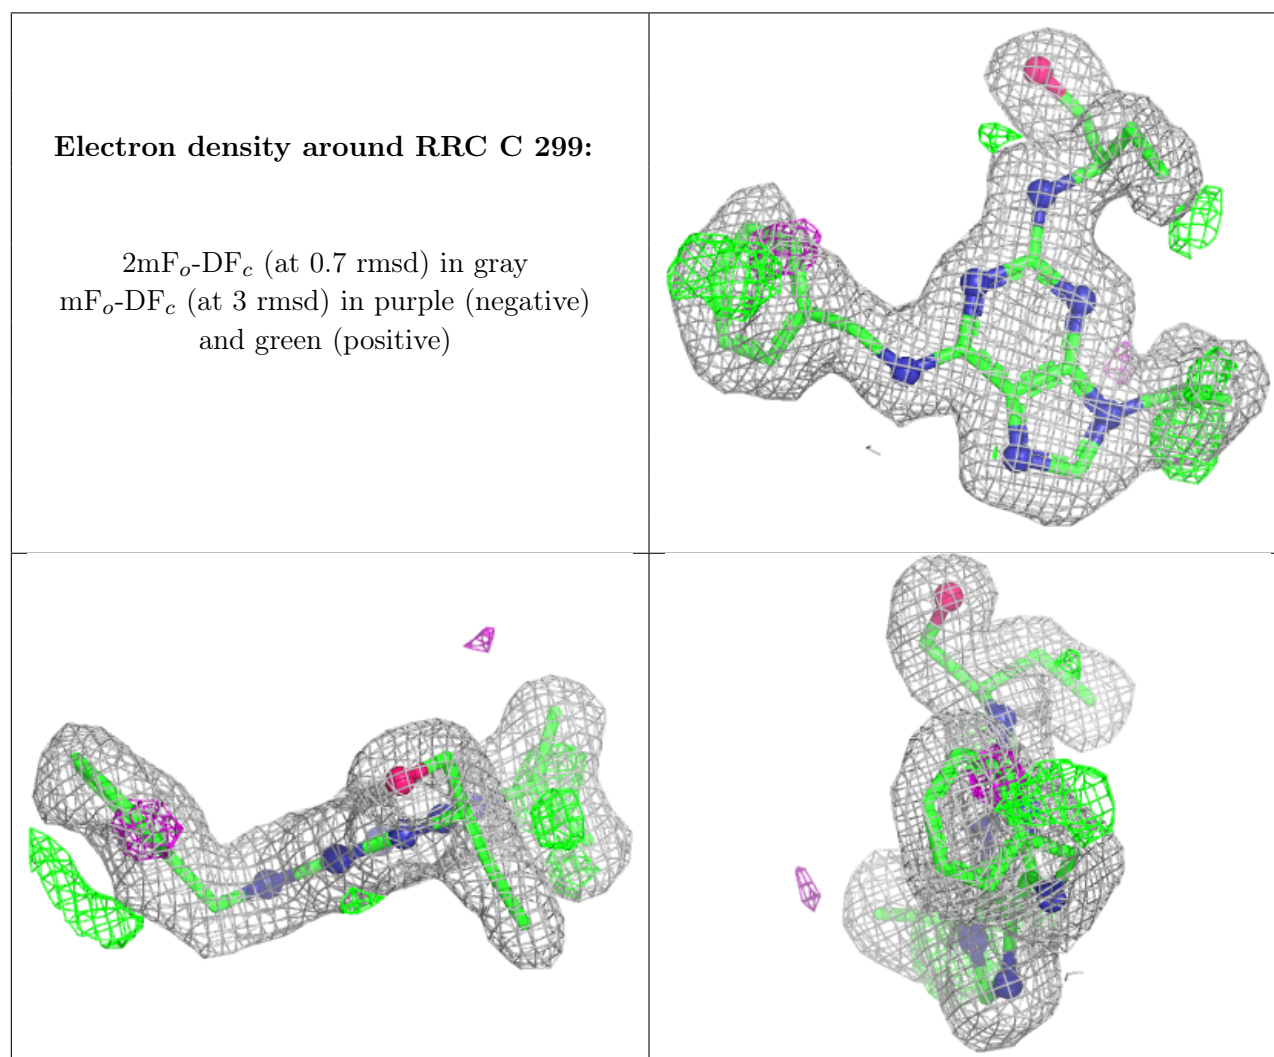 Electron density around RRC C 299:
2mFₒ-DF𝒸 (at 0.7 rmsd) in gray
mFₒ-DF𝒸 (at 3 rmsd) in purple (negative)
and green (positive)